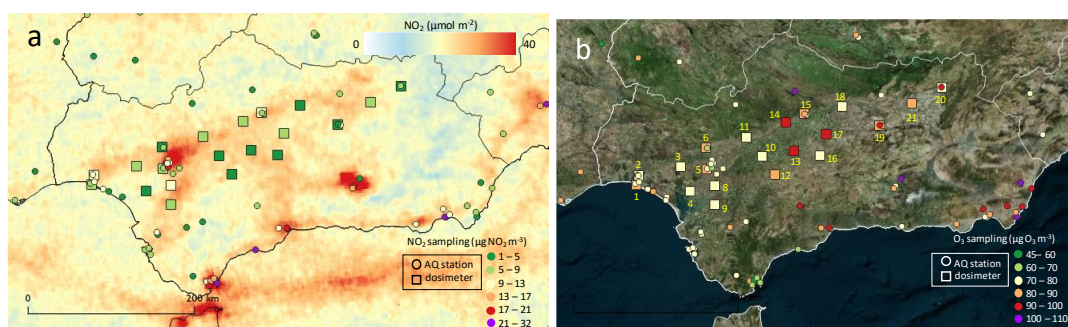 a
NO₂ (µmol m⁻²)
0
40
NO₂ sampling (µg NO₂ m⁻³)
AQ station
dosimeter
1 – 5
5 – 9
9 – 13
13 – 17
17 – 21
21 – 32
0
200 km
b
1
2
3
4
5
6
8
9
10
11
12
13
14
15
16
17
18
19
20
21
O₃ sampling (µg O₃ m⁻³)
AQ station
dosimeter
45– 60
60 – 70
70 – 80
80 – 90
90 – 100
100 – 110